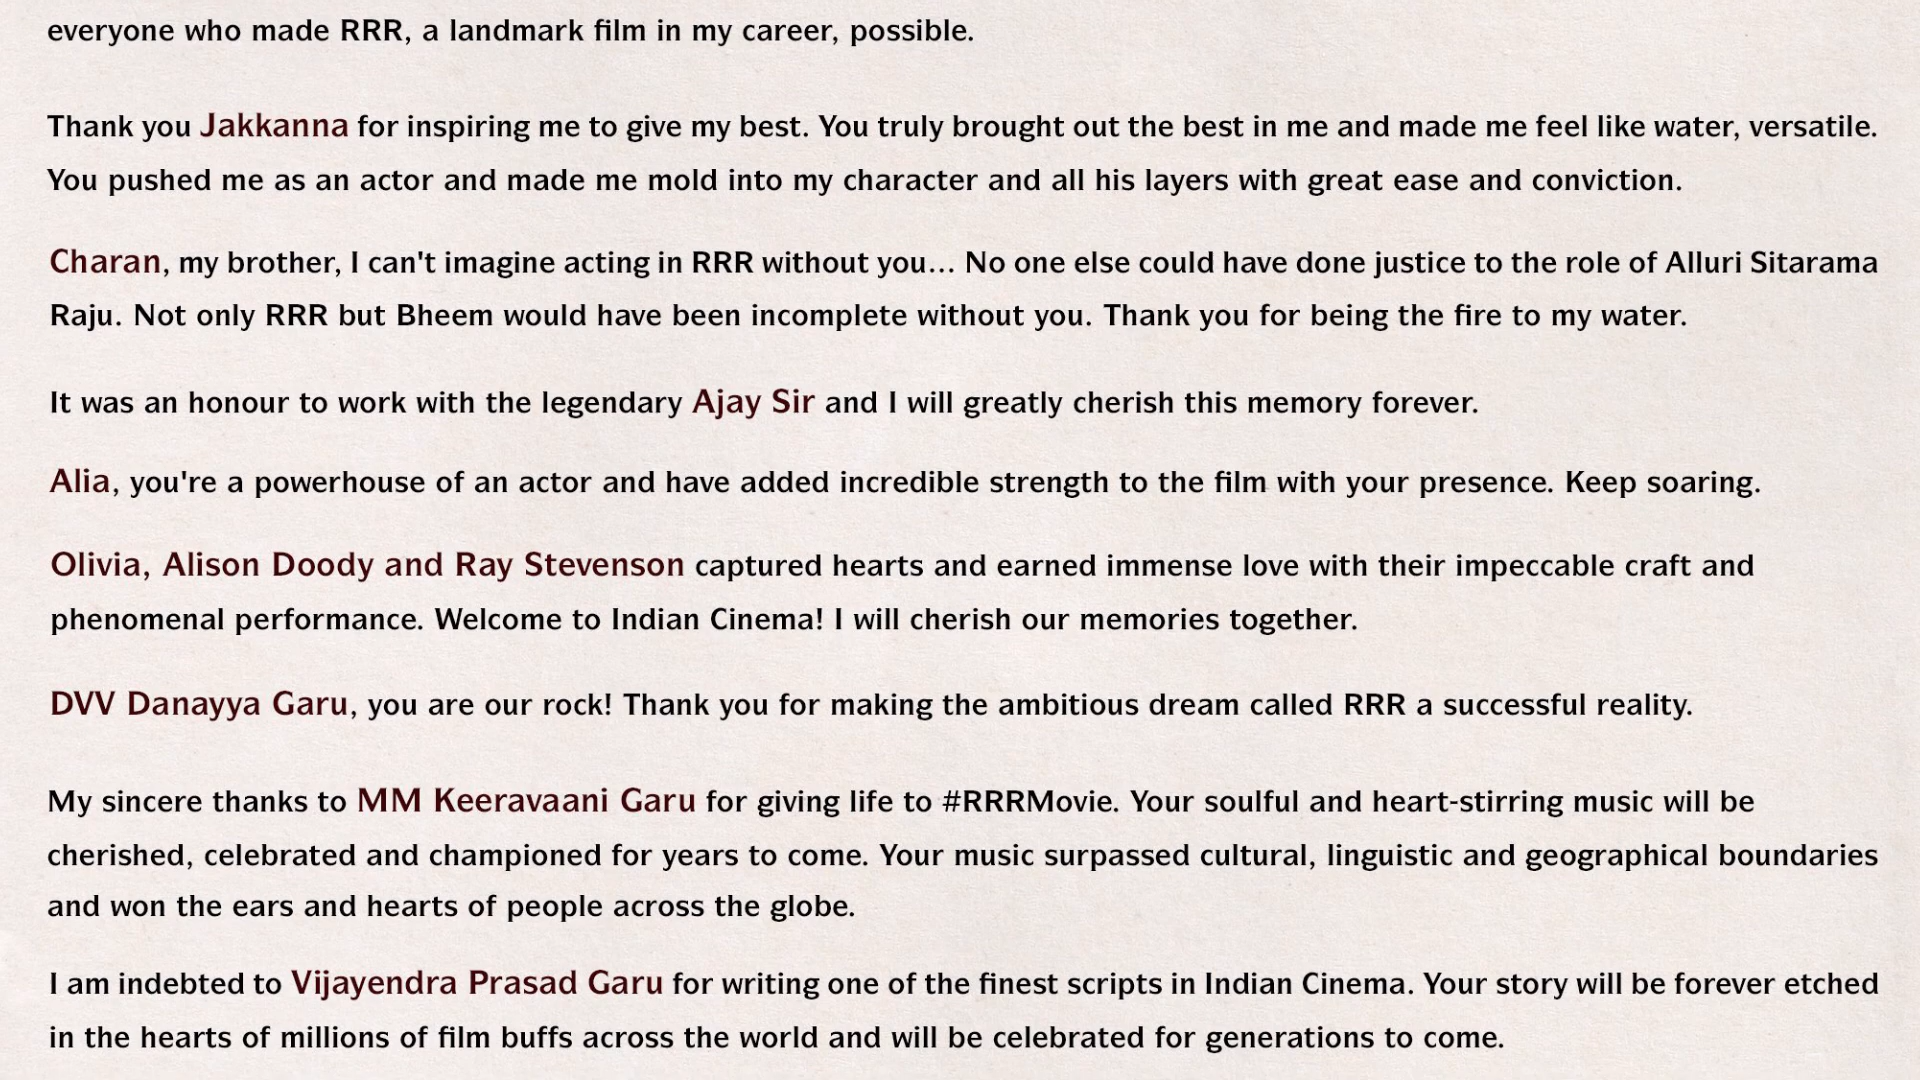 everyone who made RRR, a landmark film in my career, possible.
Thank you Jakkanna for inspiring me to give my best. You truly brought out the best in me and made me feel like water, versatile.
You pushed me as an actor and made me mold into my character and all his layers with great ease and conviction.
Charan, my brother, I can't imagine acting in RRR without you... No one else could have done justice to the role of Alluri Sitarama
Raju. Not only RRR but Bheem would have been incomplete without you. Thank you for being the fire to my water.
It was an honour to work with the legendary Ajay Sir and I will greatly cherish this memory forever.
Alia, you're a powerhouse of an actor and have added incredible strength to the film with your presence. Keep soaring.
Olivia, Alison Doody and Ray Stevenson captured hearts and earned immense love with their impeccable craft and
phenomenal performance. Welcome to Indian Cinema! I will cherish our memories together.
DVV Danayya Garu, you are our rock! Thank you for making the ambitious dream called RRR a successful reality.
My sincere thanks to MM Keeravaani Garu for giving life to #RRRMovie. Your soulful and heart-stirring music will be
cherished, celebrated and championed for years to come. Your music surpassed cultural, linguistic and geographical boundaries
and won the ears and hearts of people across the globe.
I am indebted to Vijayendra Prasad Garu for writing one of the finest scripts in Indian Cinema. Your story will be forever etched
in the hearts of millions of film buffs across the world and will be celebrated for generations to come.